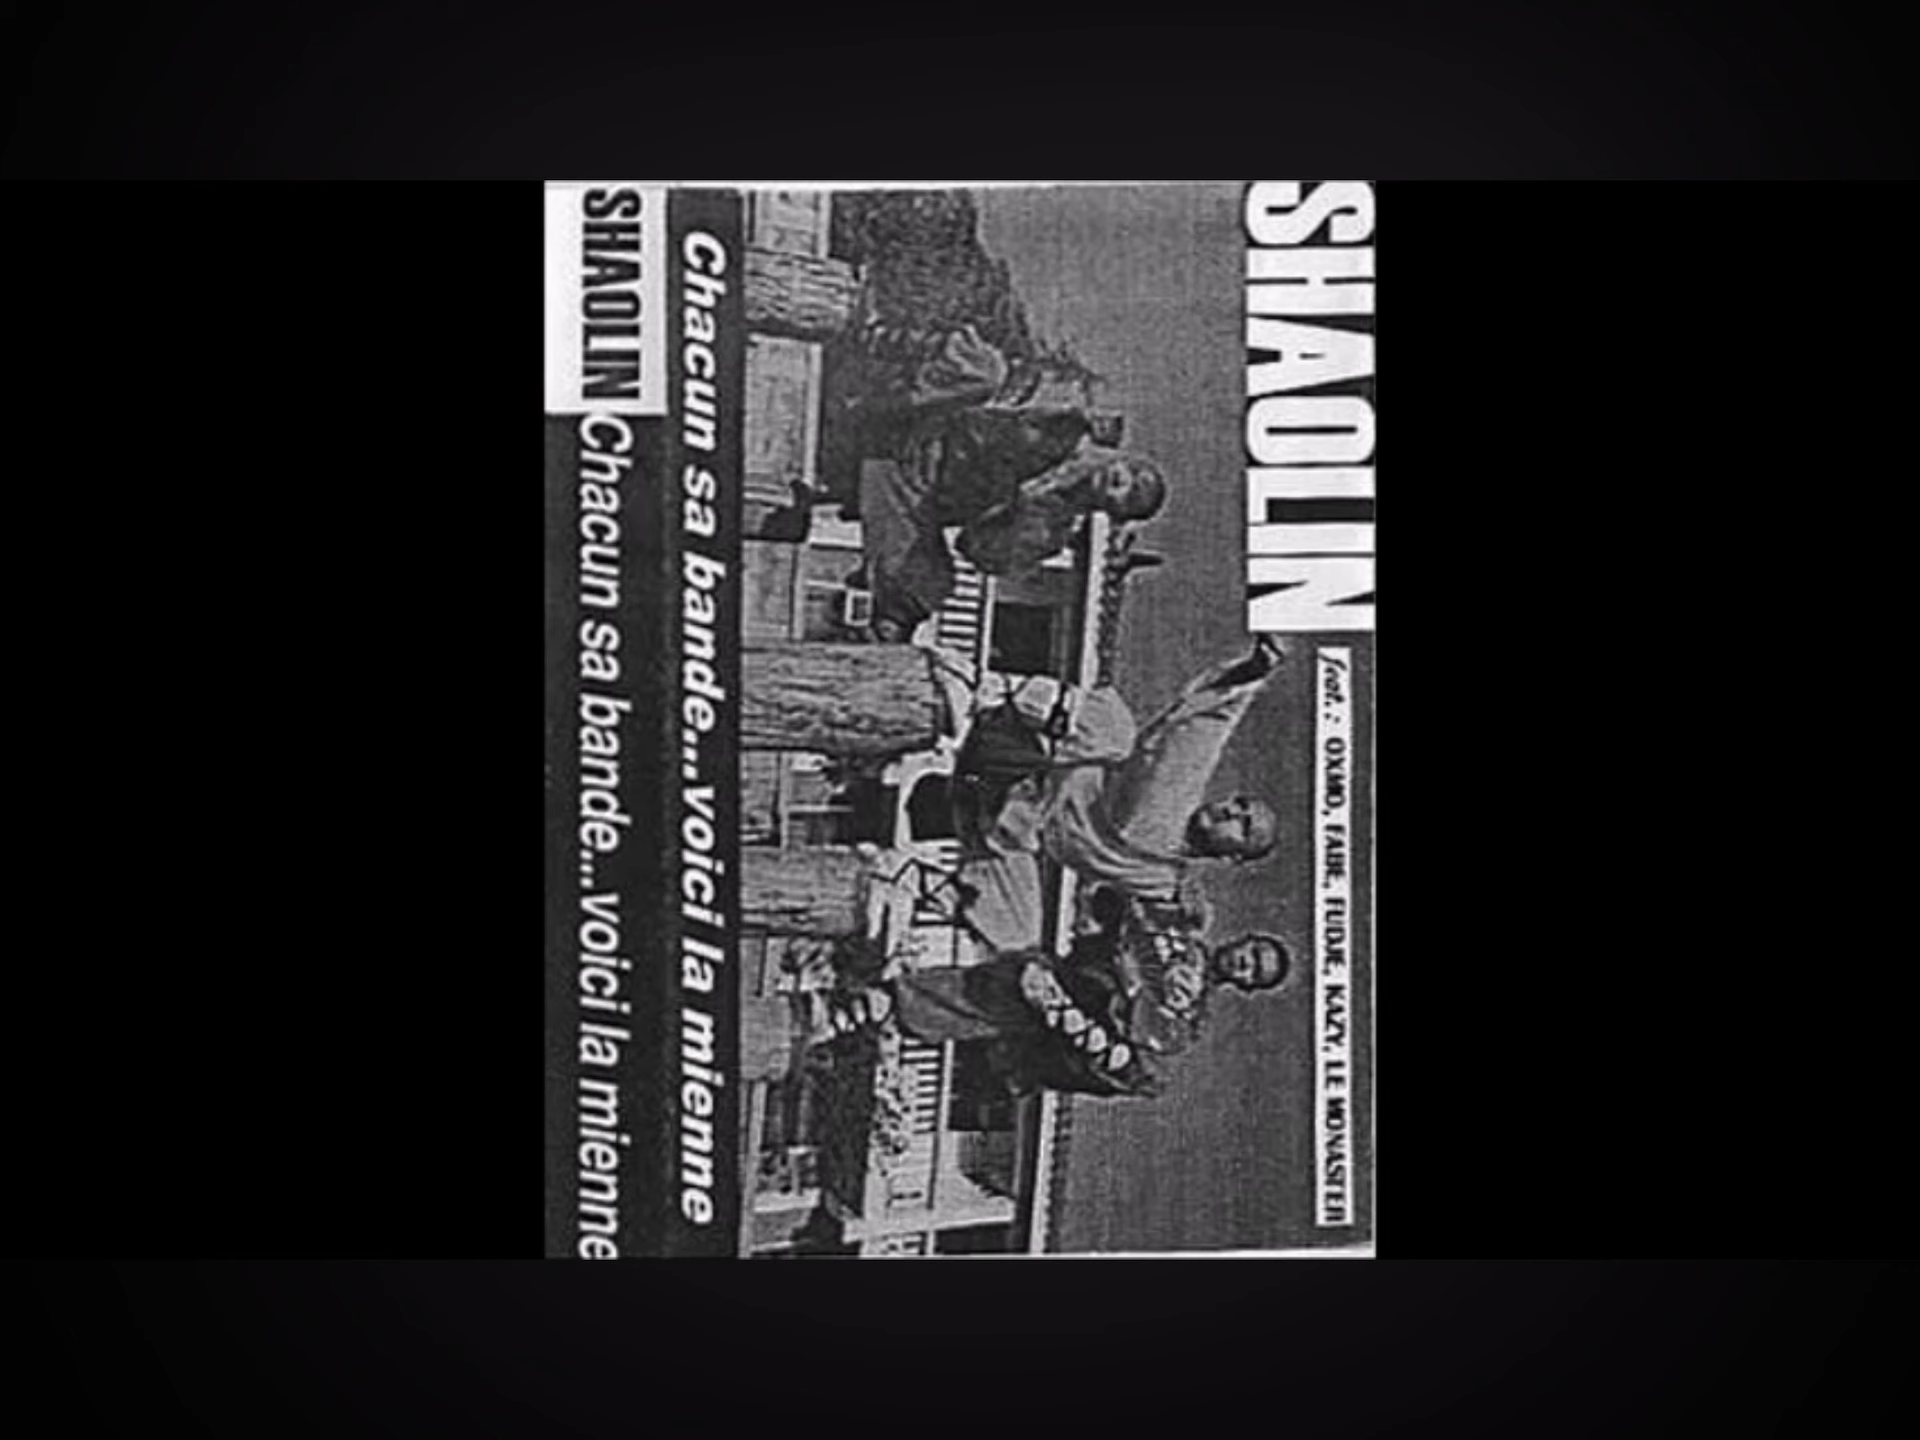 SHAOLIN
feat. : OXMO, FABE, FUDJE, KAZY, LE MONASTER
Chacun sa bande...voici la mienne
SHAOLIN Chacun sa bande...voici la mienne